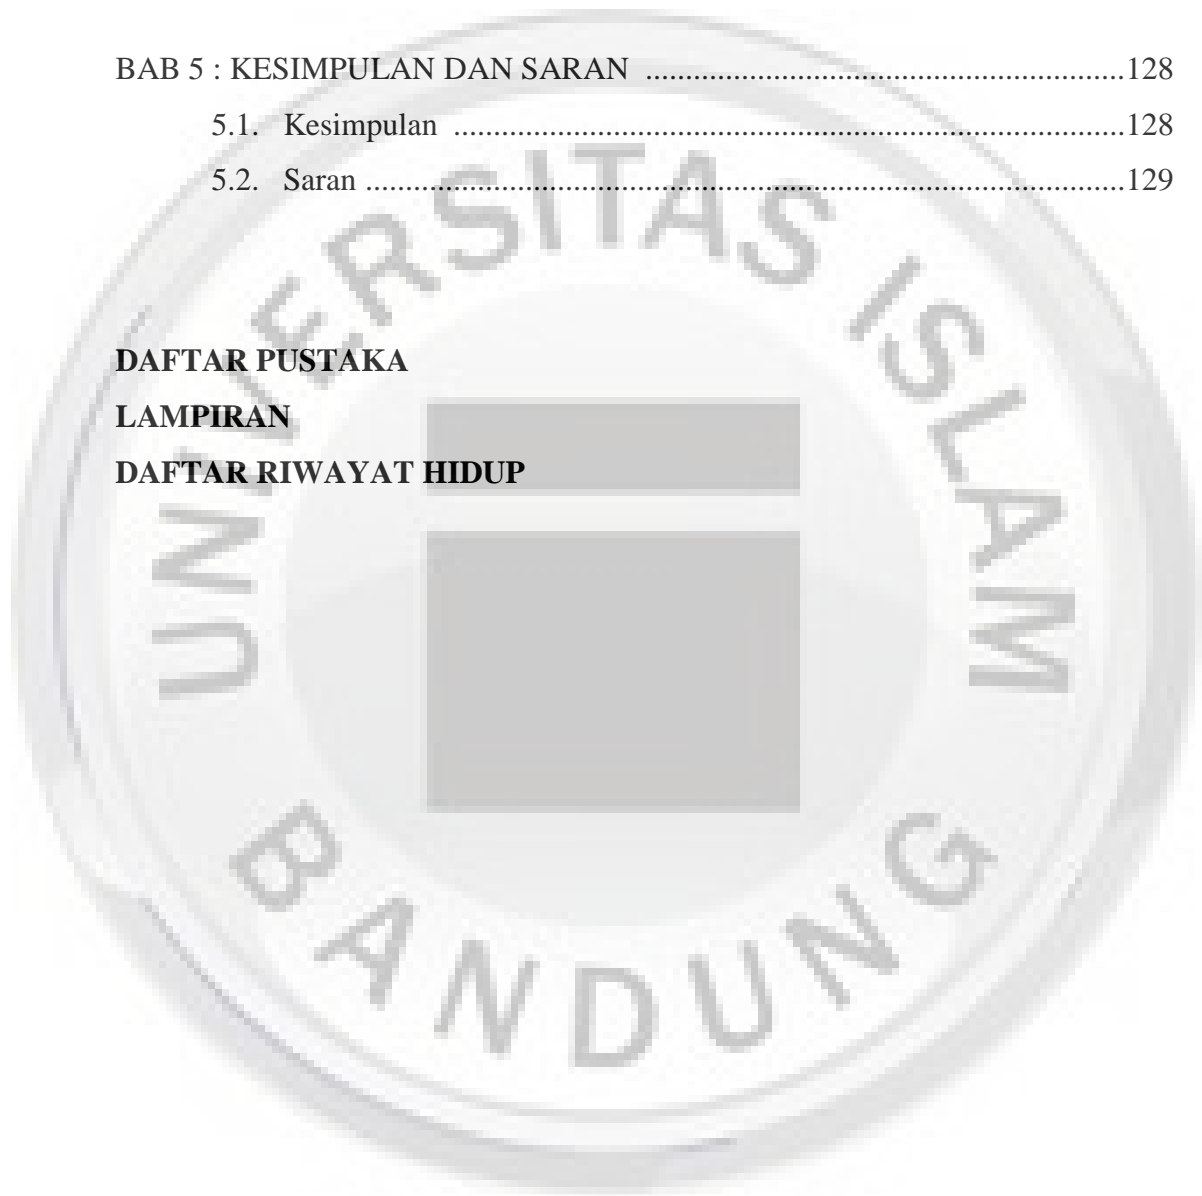 BAB 5 : KESIMPULAN DAN SARAN ............................................................128
5.1. Kesimpulan ....................................................................................128
5.2. Saran ...............................................................................................129
DAFTAR PUSTAKA
LAMPIRAN
DAFTAR RIWAYAT HIDUP
UNIVERSITAS ISLAM
BANDUNG